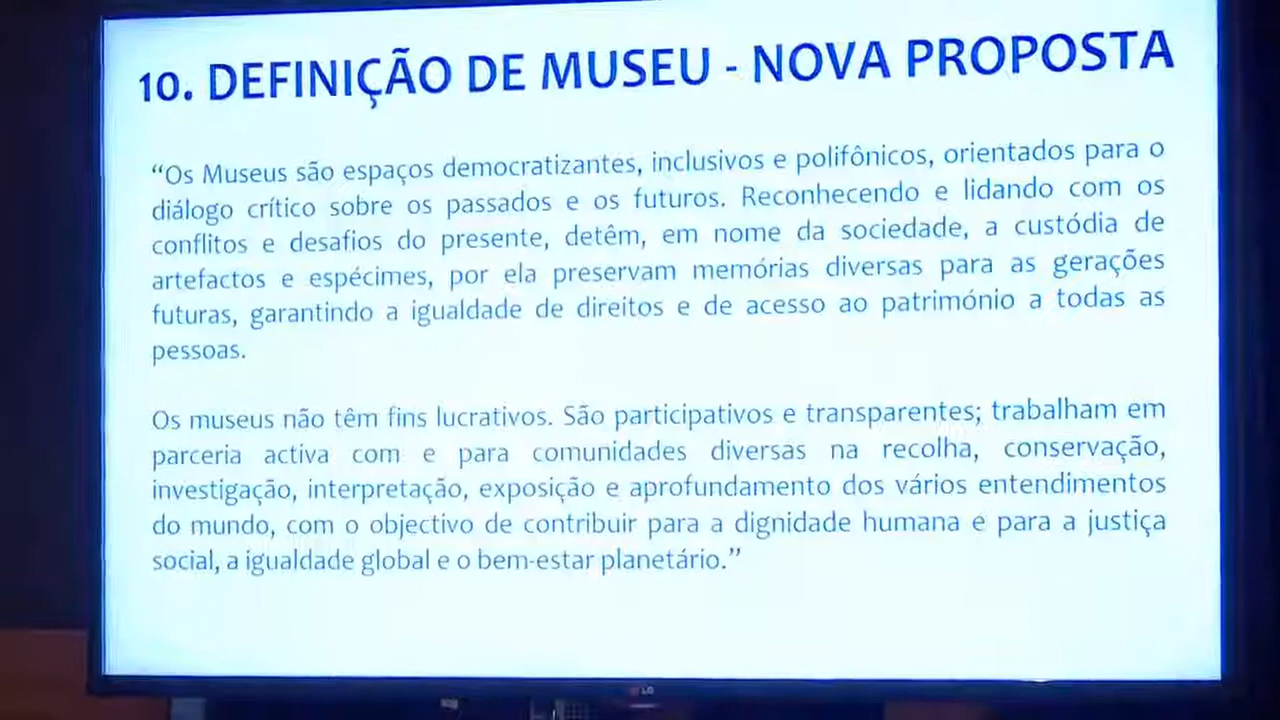 10. DEFINIÇÃO DE MUSEU - NOVA PROPOSTA
“Os Museus são espaços democratizantes, inclusivos e polifônicos, orientados para o
diálogo crítico sobre os passados e os futuros. Reconhecendo e lidando com os
conflitos e desafios do presente, detêm, em nome da sociedade, a custódia de
artefactos e espécimes, por ela preservam memórias diversas para as gerações
futuras, garantindo a igualdade de direitos e de acesso ao património a todas as
pessoas.
Os museus não têm fins lucrativos. São participativos e transparentes; trabalham em
parceria activa com e para comunidades diversas na recolha, conservação,
investigação, interpretação, exposição e aprofundamento dos vários entendimentos
do mundo, com o objectivo de contribuir para a dignidade humana e para a justiça
social, a igualdade global e o bem-estar planetário.”
LG